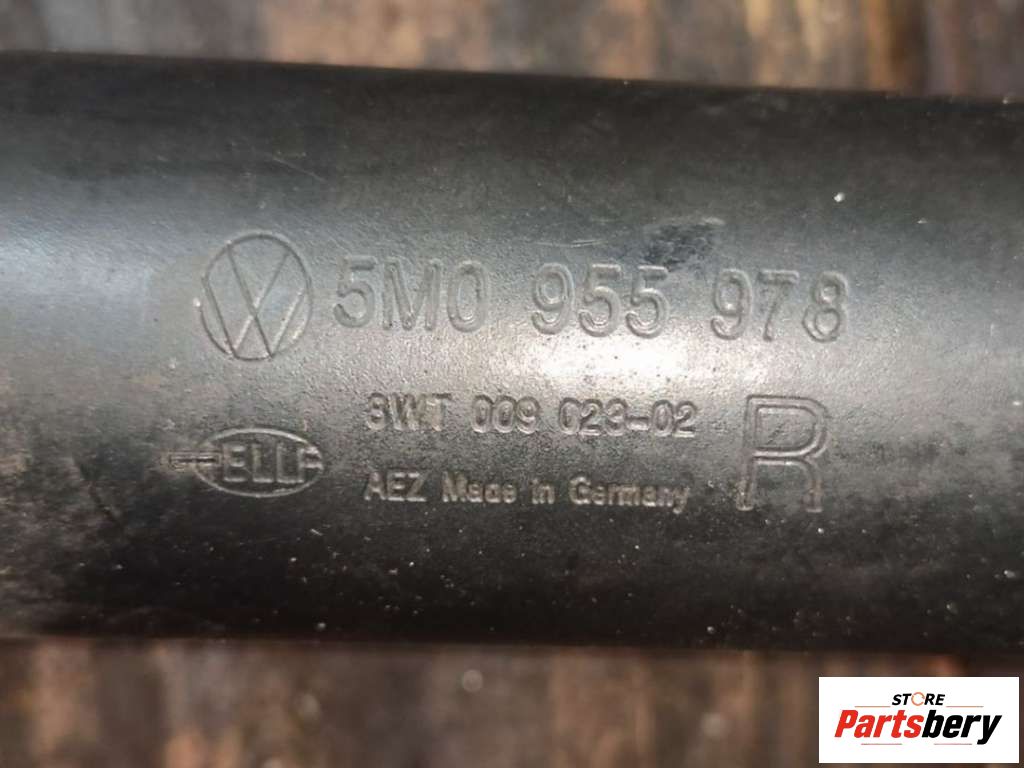 5M0 955 978
8WT 009 023-02
R
HELLA
AEZ Made in Germany
STORE
Partsbery